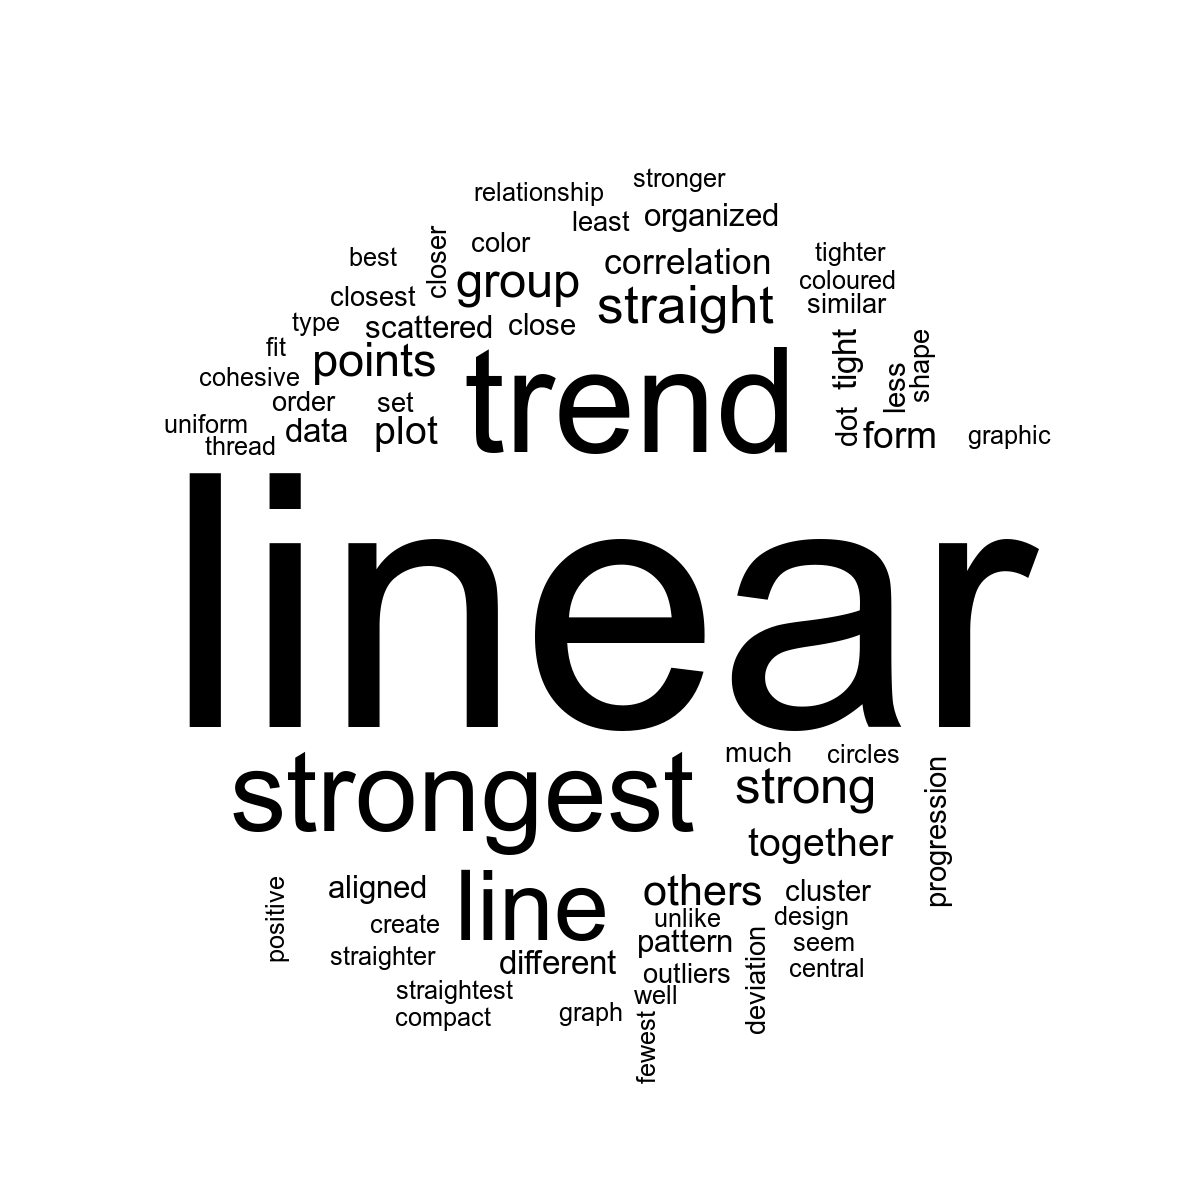 stronger
relationship
least
organized
closer
color
best
correlation
tighter
group
coloured
closest
straight
similar
type
scattered
close
fit
points
trend
tight
less
shape
cohesive
order
set
uniform
thread
data
plot
dot
form
graphic
linear
much
circles
strongest
strong
progression
together
positive
aligned
line
others
cluster
create
unlike
design
straighter
different
pattern
deviation
seem
outliers
central
straightest
well
compact
graph
fewest